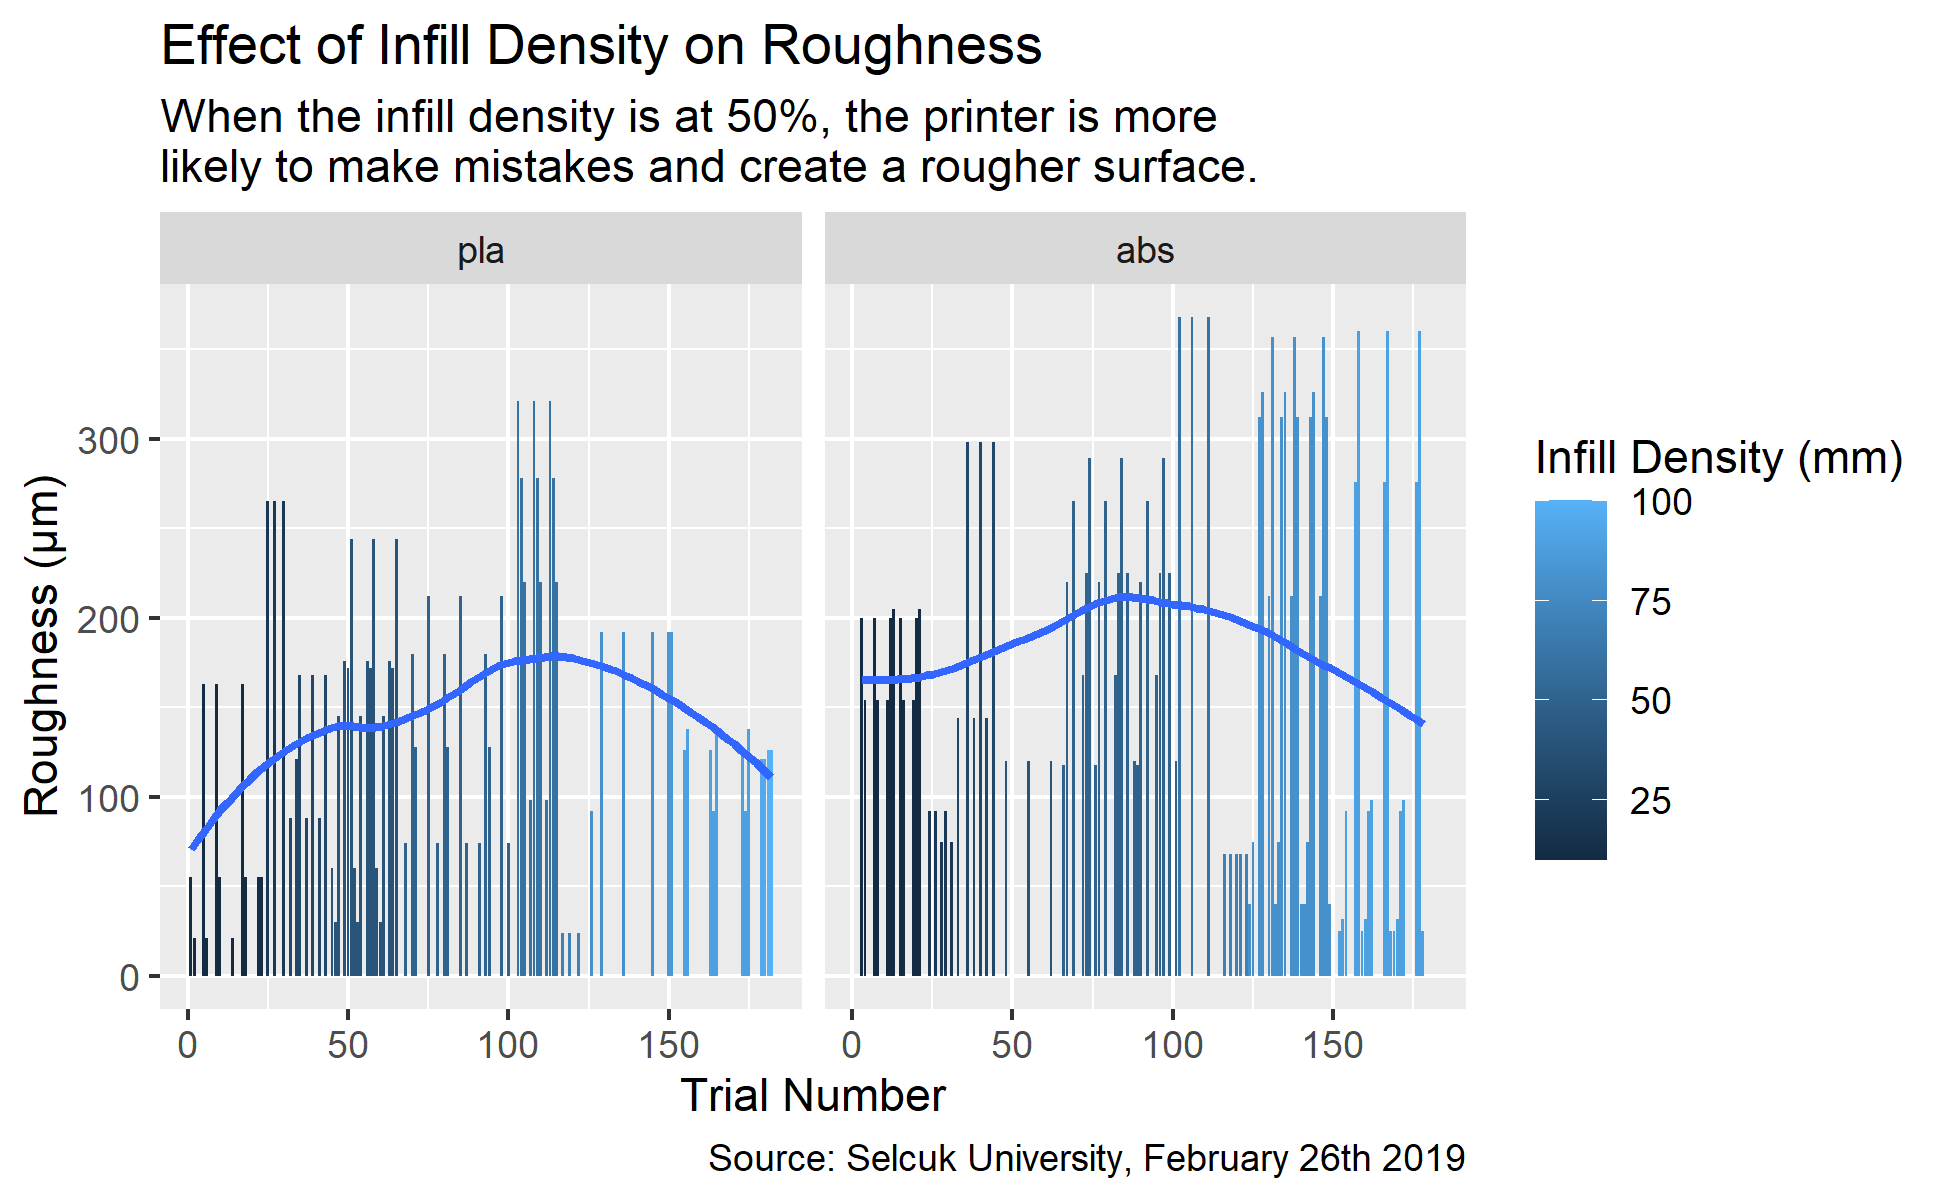 Effect of Infill Density on Roughness
When the infill density is at 50%, the printer is more
likely to make mistakes and create a rougher surface.
pla
abs
Roughness (µm)
300
200
100
0
0
50
100
150
0
50
100
150
Trial Number
Infill Density (mm)
100
75
50
25
Source: Selcuk University, February 26th 2019